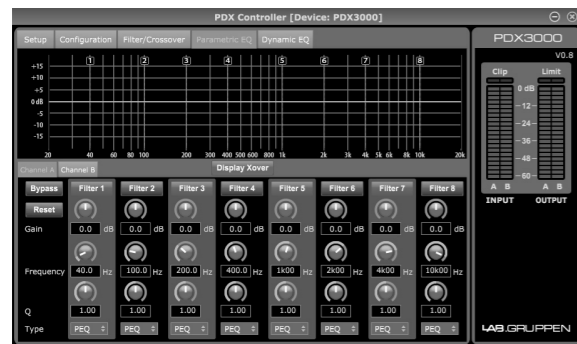 PDX Controller [Device: PDX3000]
Setup Configuration Filter/Crossover Parametric EQ Dynamic EQ
1 2 3 4 5 6 7 8
+15
+10
+5
0 dB
-5
-10
-15
20 40 60 80 100 200 300 400 500 600 800 1k 2k 3k 4k 5k 6k 8k 10k 20k
Channel A Channel B Display Xover
Bypass Filter 1 Filter 2 Filter 3 Filter 4 Filter 5 Filter 6 Filter 7 Filter 8
Reset
Gain 0.0 dB 0.0 dB 0.0 dB 0.0 dB 0.0 dB 0.0 dB 0.0 dB 0.0 dB
Frequency 40.0 Hz 100.0 Hz 200.0 Hz 400.0 Hz 1k00 Hz 2k00 Hz 4k00 Hz 10k00 Hz
Q 1.00 1.00 1.00 1.00 1.00 1.00 1.00 1.00
Type PEQ PEQ PEQ PEQ PEQ PEQ PEQ PEQ
PDX3000
V0.8
Clip Limit
0 dB
-12-
-24-
-36-
-48-
-60-
A B A B
INPUT OUTPUT
LAB.GRUPPEN